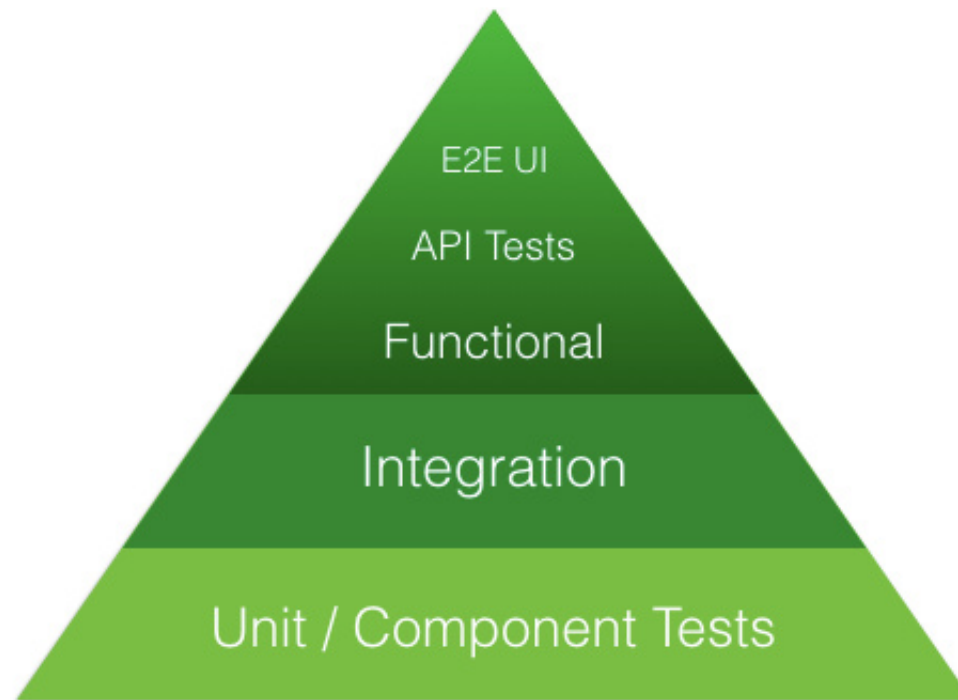 E2E UI
API Tests
Functional
Integration
Unit / Component Tests